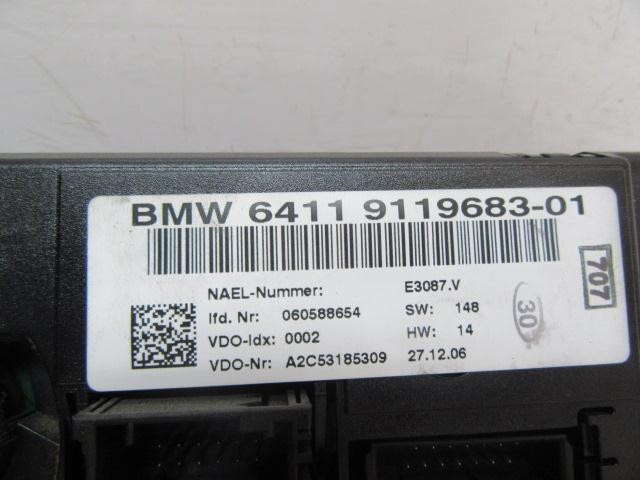 BMW 6411 9119683-01
NAEL-Nummer: E3087.V
lfd. Nr: 060588654 SW: 148
VDO-Idx: 0002 HW: 14
VDO-Nr: A2C53185309 27.12.06
30
707